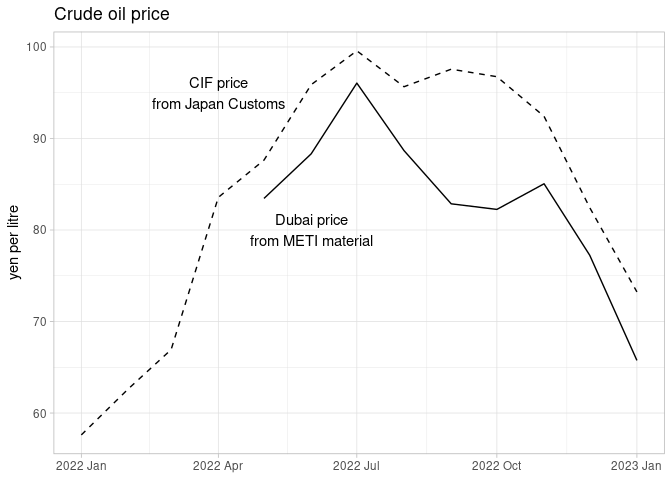 Crude oil price
100
CIF price
from Japan Customs
90
Dubai price
from METI material
80
yen per litre
70
60
2022 Jan 2022 Apr 2022 Jul 2022 Oct 2023 Jan